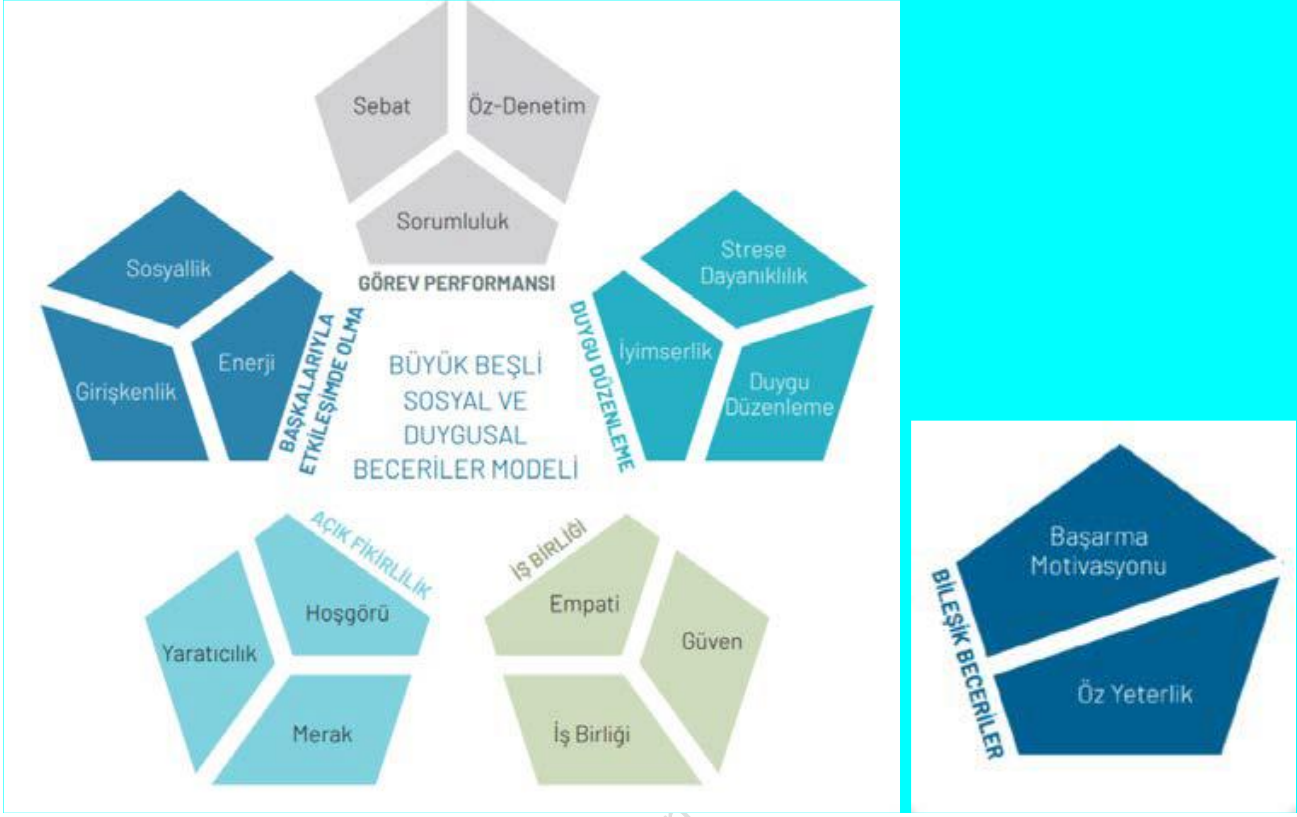 Sebat
Öz-Denetim
Sorumluluk
GÖREV PERFORMANSI
Sosyallik
Enerji
Girişkenlik
BAŞKALARIYLA
ETKİLEŞİMDE OLMA
Strese
Dayanıklılık
İyimserlik
Duygu
Düzenleme
DUYGU DÜZENLEME
BÜYÜK BEŞLİ
SOSYAL VE
DUYGUSAL
BECERİLER MODELİ
AÇIK FİKİRLİLİK
Hoşgörü
Yaratıcılık
Merak
İŞ BİRLİĞİ
Empati
Güven
İş Birliği
Başarma
Motivasyonu
Öz Yeterlik
BİLEŞİK BECERİLER